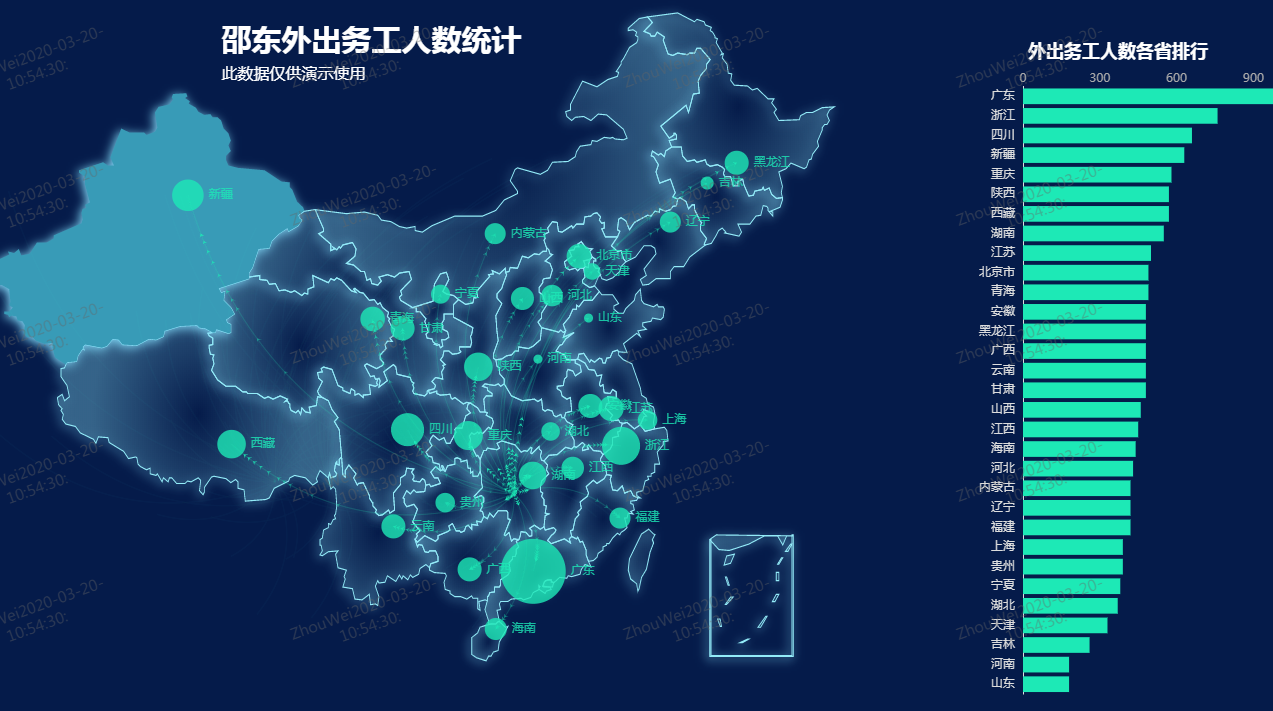 邵东外出务工人数统计
此数据仅供演示使用
外出务工人数各省排行
0 300 600 900
广东
浙江
四川
新疆
重庆
陕西
西藏
湖南
江苏
北京市
青海
安徽
黑龙江
广西
云南
甘肃
山西
江西
海南
河北
内蒙古
辽宁
福建
上海
贵州
宁夏
湖北
天津
吉林
河南
山东
黑龙江
吉林
新疆
辽宁
内蒙古
北京市
天津
宁夏
山西
河北
青海
甘肃
山东
河南
陕西
安徽
江苏
上海
四川
重庆
湖北
浙江
西藏
湖南
江西
贵州
福建
云南
广西
广东
海南
ZhouWei2020-03-20-
10:54:30: